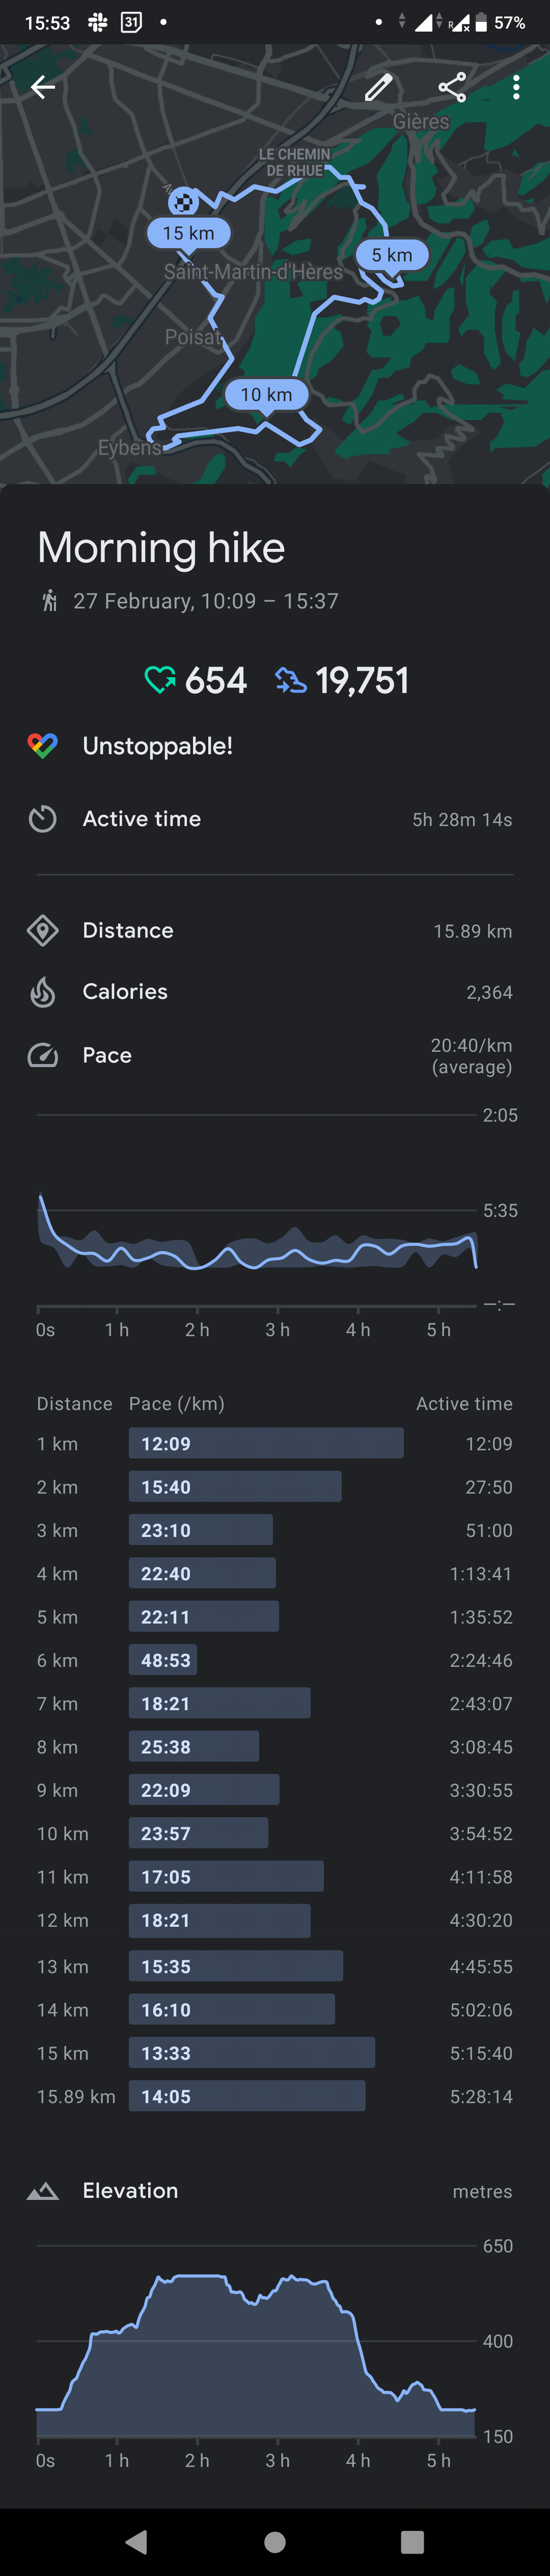 15:53
31
R
57%
Gières
LE CHEMIN
DE RHUE
15 km
5 km
Saint-Martin-d'Hères
Poisat
10 km
Eybens
Morning hike
27 February, 10:09 – 15:37
654 19,751
Unstoppable!
Active time 5h 28m 14s
Distance 15.89 km
Calories 2,364
Pace 20:40/km
(average)
2:05
5:35
--:--
0s 1 h 2 h 3 h 4 h 5 h
Distance Pace (/km) Active time
1 km 12:09 12:09
2 km 15:40 27:50
3 km 23:10 51:00
4 km 22:40 1:13:41
5 km 22:11 1:35:52
6 km 48:53 2:24:46
7 km 18:21 2:43:07
8 km 25:38 3:08:45
9 km 22:09 3:30:55
10 km 23:57 3:54:52
11 km 17:05 4:11:58
12 km 18:21 4:30:20
13 km 15:35 4:45:55
14 km 16:10 5:02:06
15 km 13:33 5:15:40
15.89 km 14:05 5:28:14
Elevation metres
650
400
150
0s 1 h 2 h 3 h 4 h 5 h